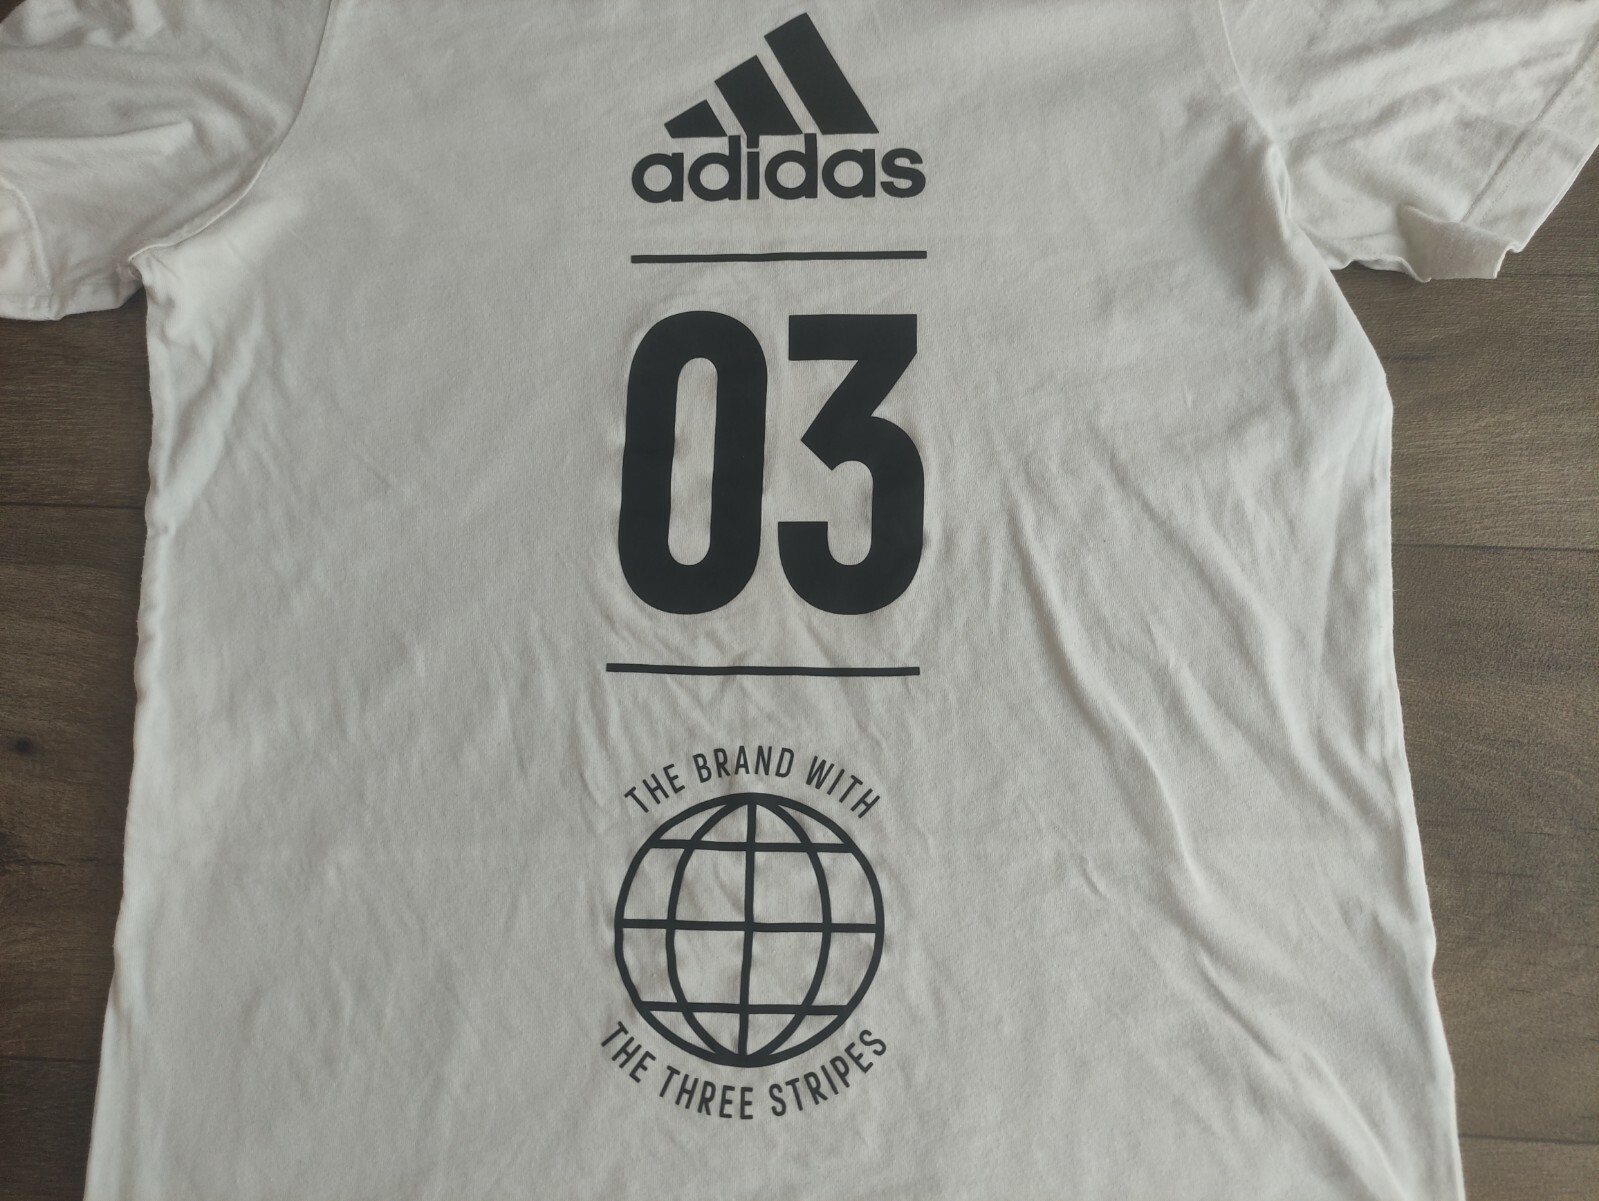 adidas
03
THE BRAND WITH
THE THREE STRIPES